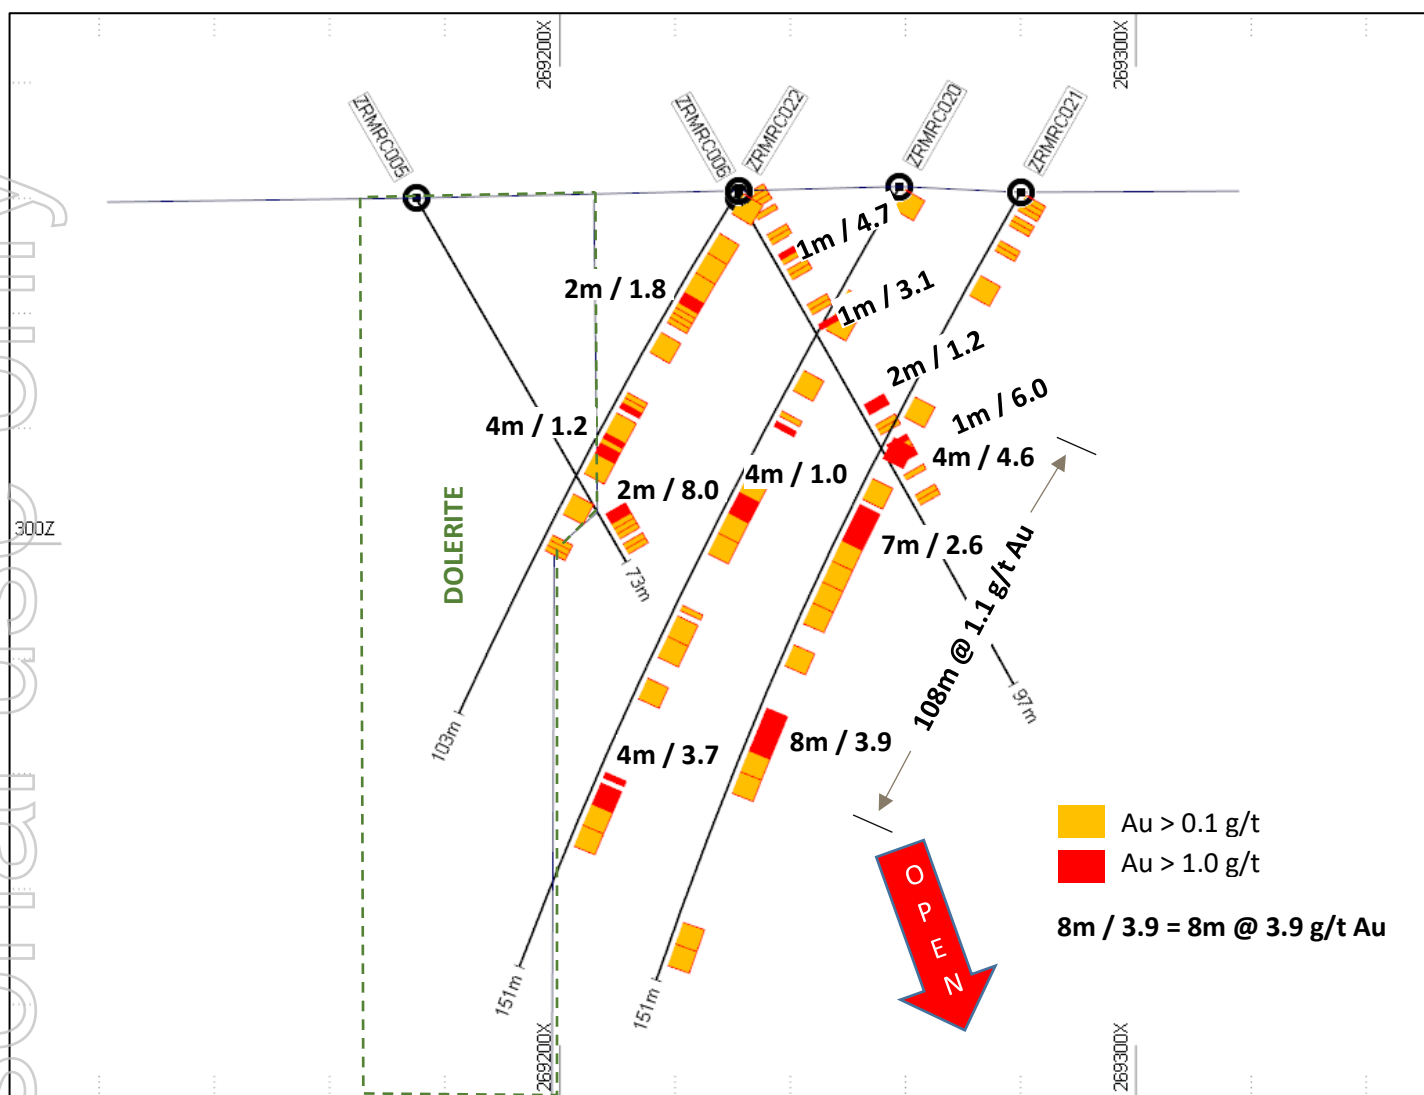 269200X
269300X
ZRMRC005
ZRMRC006
ZRMRC022
ZRMRC020
ZRMRC021
1m / 4.7
2m / 1.8
1m / 3.1
2m / 1.2
1m / 6.0
4m / 1.2
4m / 4.6
4m / 1.0
2m / 8.0
DOLERITE
300Z
7m / 2.6
73m
108m @ 1.1 g/t Au
97m
103m
8m / 3.9
4m / 3.7
Au > 0.1 g/t
Au > 1.0 g/t
OPEN
8m / 3.9 = 8m @ 3.9 g/t Au
151m
151m
269200X
269300X